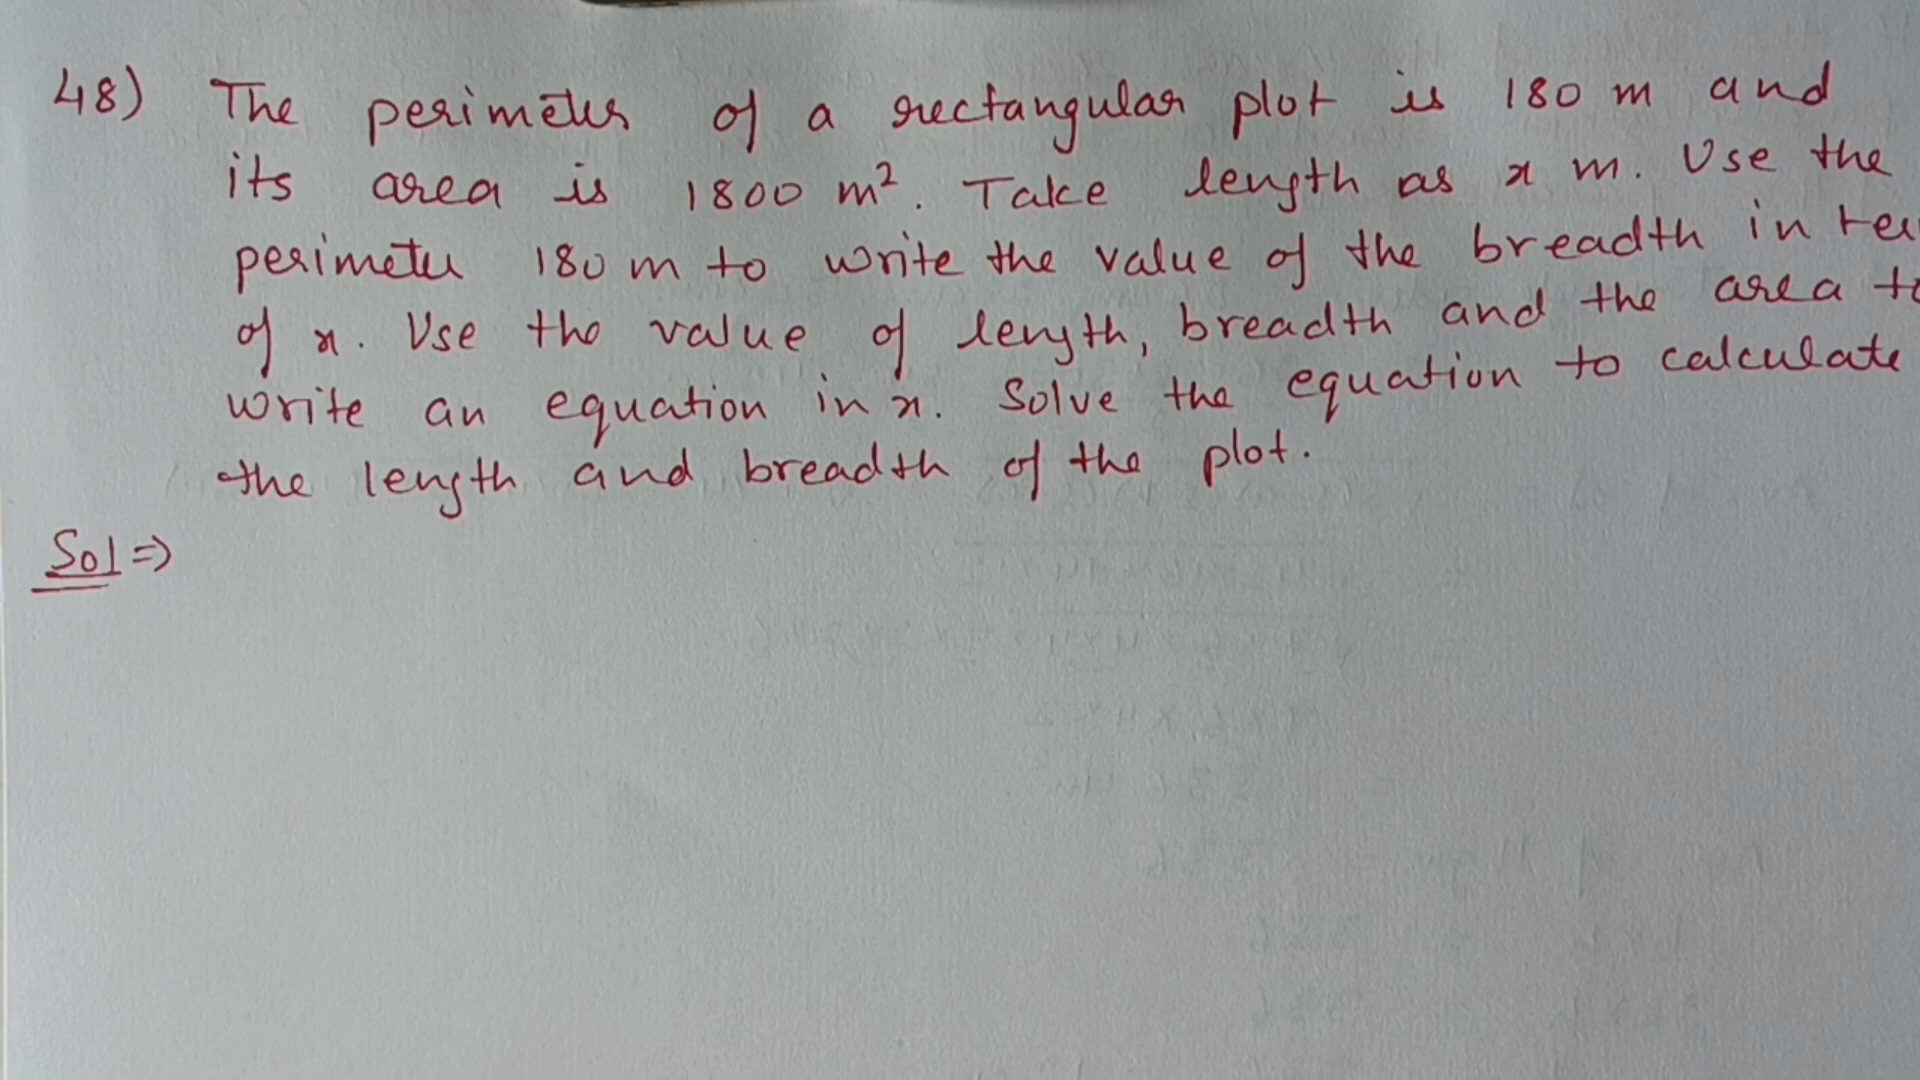 48) The perimeter of a rectangular plot is 180 m and
its area is 1800 m². Take length as x m. Use the
perimeter 180 m to write the value of the breadth in
of x. Use the value of length, breadth and the area to
write an equation in x. Solve the equation to calculate
the length and breadth of the plot.
Sol ⇒